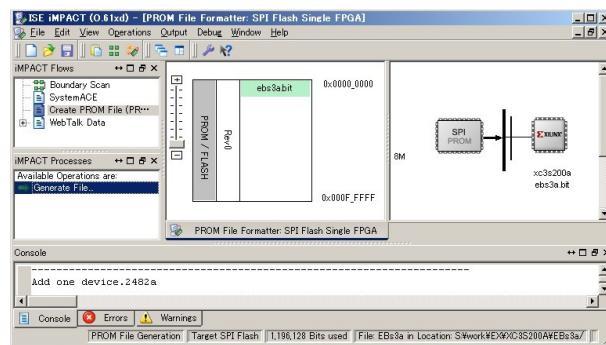 ISE iMPACT (O.61xd) - [PROM File Formatter: SPI Flash Single FPGA]
File Edit View Operations Output Debug Window Help
iMPACT Flows
Boundary Scan
SystemACE
Create PROM File (PR...
WebTalk Data
iMPACT Processes
Available Operations are:
Generate File...
PROM / FLASH
Rev0
ebs3a.bit
0x0000_0000
0x000F_FFFF
8M
SPI
PROM
XILINX
xc3s200a
ebs3a.bit
PROM File Formatter: SPI Flash Single FPGA
Console
----------------------------------------------------------------------
Add one device.2482a
Console Errors Warnings
PROM File Generation Target SPI Flash 1,196,128 Bits used File: EBs3a in Location: S:¥work¥EX¥XC3S200A¥EBs3a/